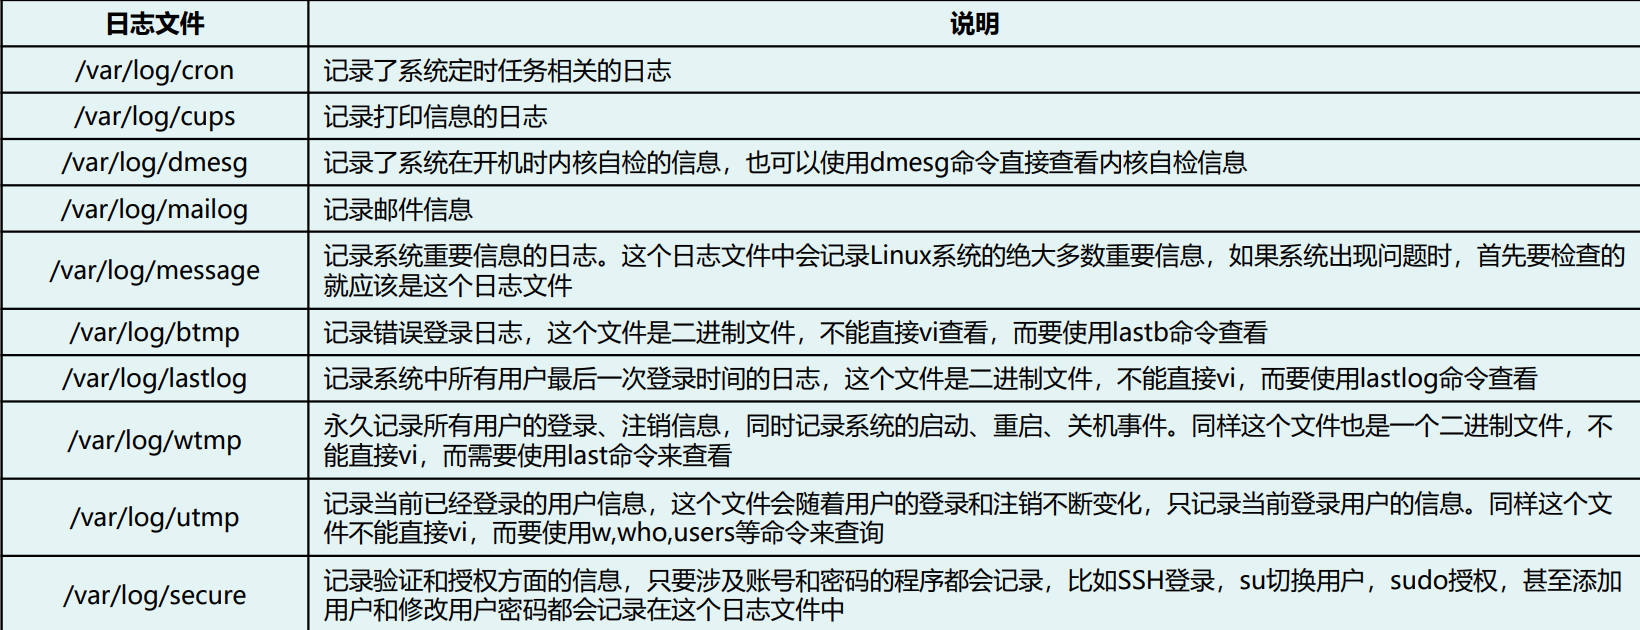 日志文件
说明
/var/log/cron
记录了系统定时任务相关的日志
/var/log/cups
记录打印信息的日志
/var/log/dmesg
记录了系统在开机时内核自检的信息，也可以使用dmesg命令直接查看内核自检信息
/var/log/mailog
记录邮件信息
/var/log/message
记录系统重要信息的日志。这个日志文件中会记录Linux系统的绝大多数重要信息，如果系统出现问题时，首先要检查的
就应该是这个日志文件
/var/log/btmp
记录错误登录日志，这个文件是二进制文件，不能直接vi查看，而要使用lastb命令查看
/var/log/lastlog
记录系统中所有用户最后一次登录时间的日志，这个文件是二进制文件，不能直接vi，而要使用lastlog命令查看
/var/log/wtmp
永久记录所有用户的登录、注销信息，同时记录系统的启动、重启、关机事件。同样这个文件也是一个二进制文件，不
能直接vi，而需要使用last命令来查看
/var/log/utmp
记录当前已经登录的用户信息，这个文件会随着用户的登录和注销不断变化，只记录当前登录用户的信息。同样这个文
件不能直接vi，而要使用w,who,users等命令来查询
/var/log/secure
记录验证和授权方面的信息，只要涉及账号和密码的程序都会记录，比如SSH登录，su切换用户，sudo授权，甚至添加
用户和修改用户密码都会记录在这个日志文件中